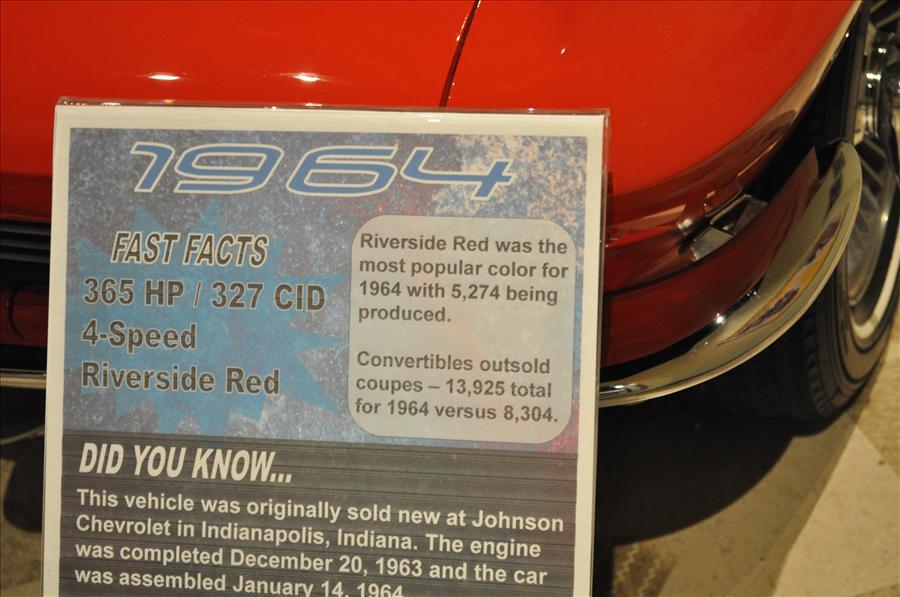 1964
FAST FACTS
365 HP / 327 CID
4-Speed
Riverside Red
Riverside Red was the
most popular color for
1964 with 5,274 being
produced.
Convertibles outsold
coupes – 13,925 total
for 1964 versus 8,304.
DID YOU KNOW...
This vehicle was originally sold new at Johnson
Chevrolet in Indianapolis, Indiana. The engine
was completed December 20, 1963 and the car
was assembled January 14, 1964